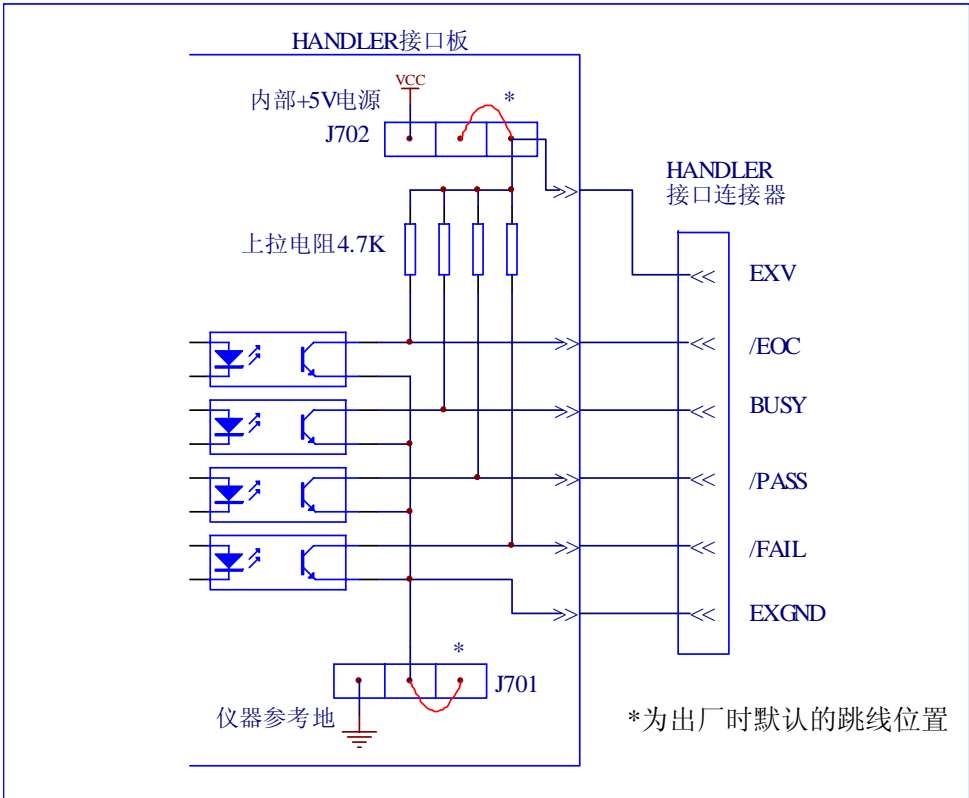 HANDLER接口板
VCC
内部+5V电源
*
J702
HANDLER
接口连接器
上拉电阻4.7K
EXV
/EOC
BUSY
/PASS
/FAIL
EXGND
*
J701
仪器参考地
*为出厂时默认的跳线位置